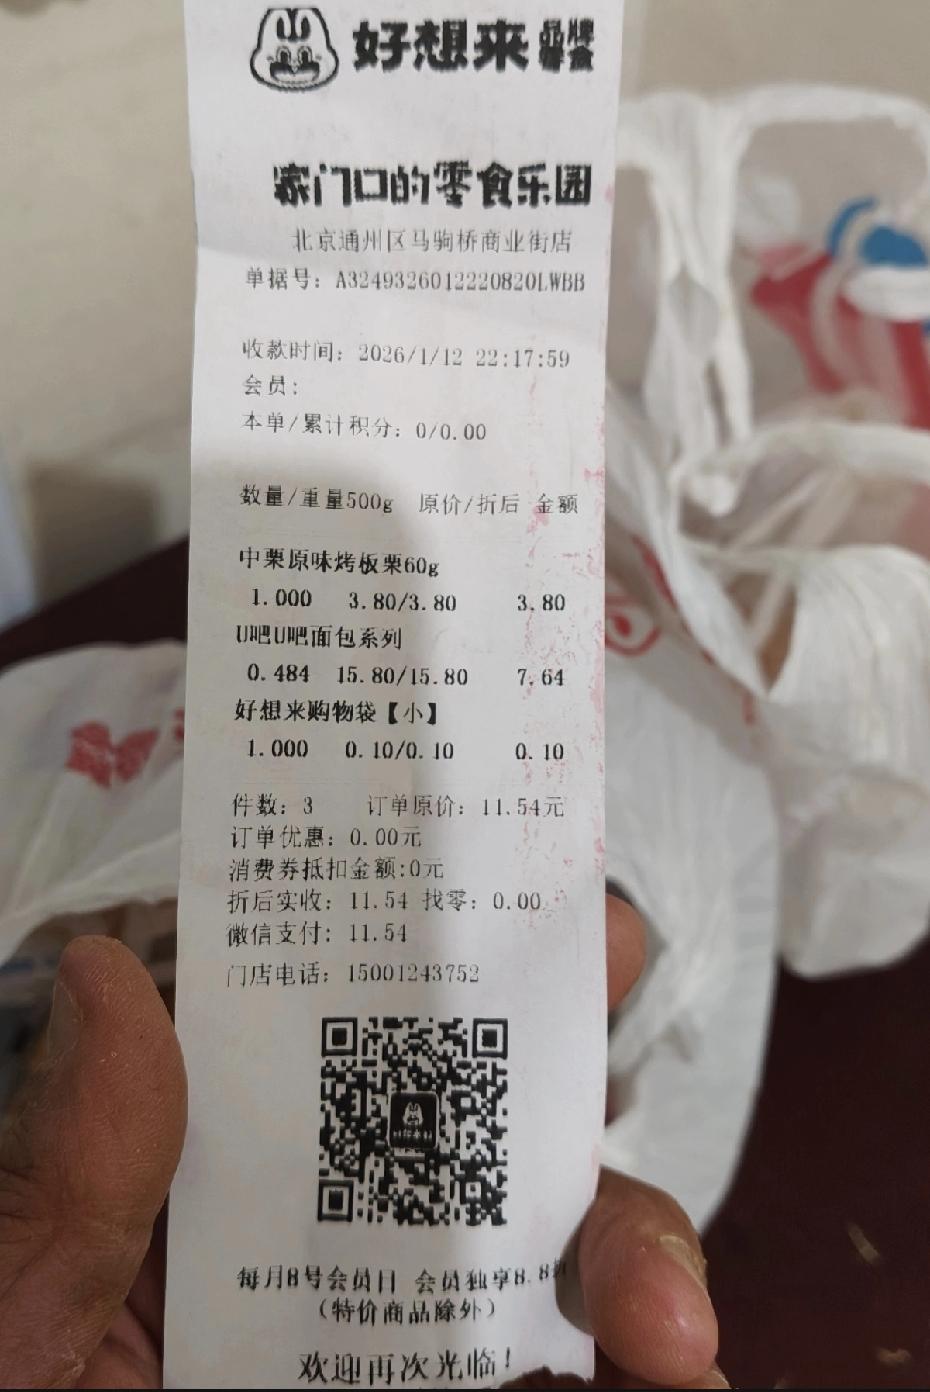 好想来 品牌零食
家门口的零食乐园
北京通州区马驹桥商业街店
单据号：A3249326012220820LWBB
收款时间：2026/1/12 22:17:59
会员：
本单/累计积分：0/0.00
数量/重量500g 原价/折后 金额
中栗原味烤板栗60g
1.000 3.80/3.80 3.80
U吧U吧面包系列
0.484 15.80/15.80 7.64
好想来购物袋【小】
1.000 0.10/0.10 0.10
件数：3 订单原价：11.54元
订单优惠：0.00元
消费券抵扣金额:0元
折后实收：11.54 找零：0.00
微信支付：11.54
门店电话：15001243752
每月8号会员日 会员独享8.8折
（特价商品除外）
欢迎再次光临！